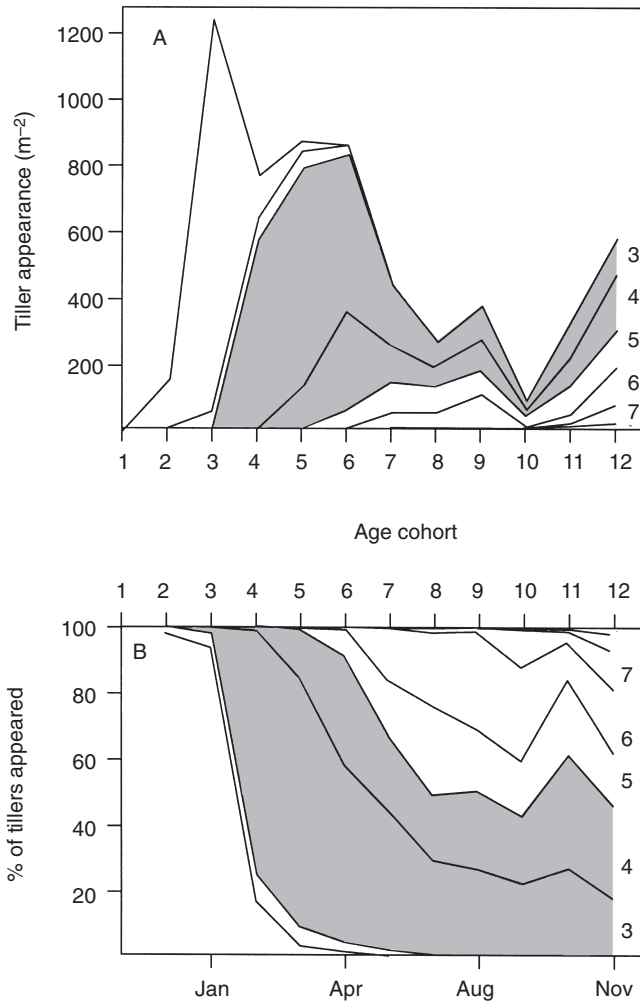 A
1200
1000
800
600
400
200
Tiller appearance (m⁻²)
3
4
5
6
7
1 2 3 4 5 6 7 8 9 10 11 12
Age cohort
1 2 3 4 5 6 7 8 9 10 11 12
B
100
80
60
40
20
% of tillers appeared
7
6
5
4
3
Jan Apr Aug Nov